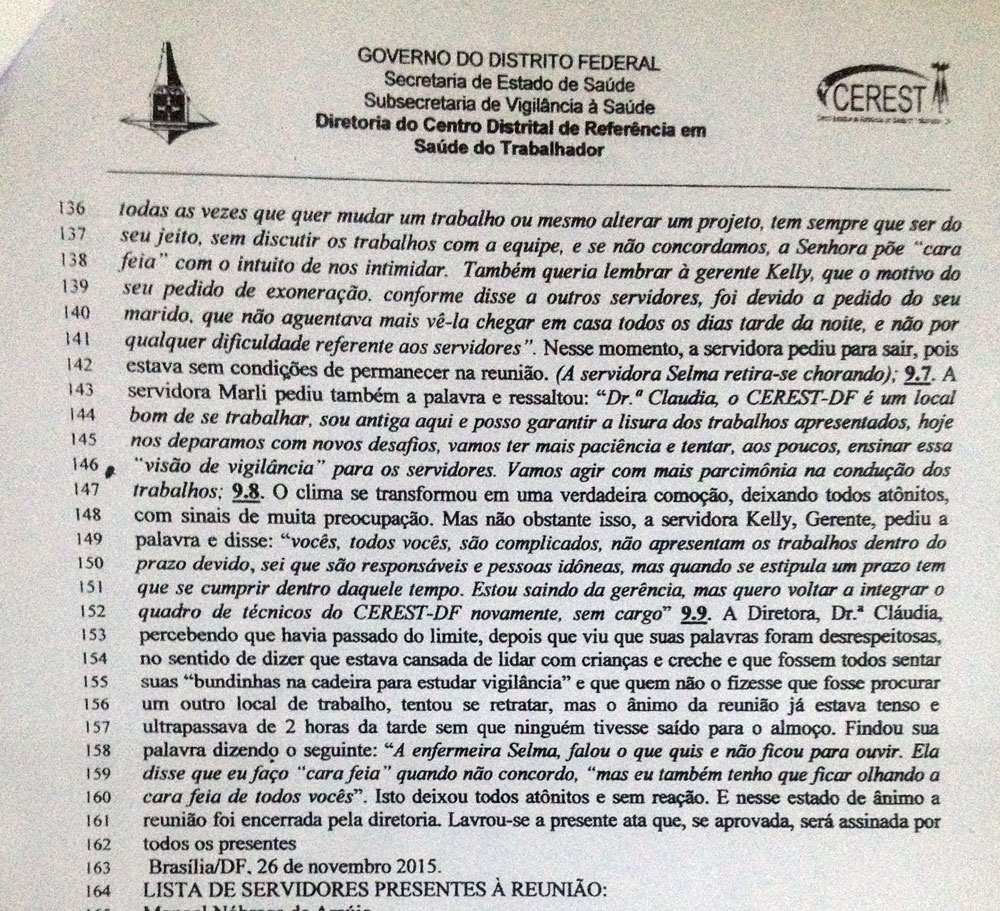 GOVERNO DO DISTRITO FEDERAL
Secretaria de Estado de Saúde
Subsecretaria de Vigilância à Saúde
Diretoria do Centro Distrital de Referência em
Saúde do Trabalhador
CEREST
136 todas as vezes que quer mudar um trabalho ou mesmo alterar um projeto, tem sempre que ser do
137 seu jeito, sem discutir os trabalhos com a equipe, e se não concordamos, a Senhora põe "cara
138 feia" com o intuito de nos intimidar. Também queria lembrar à gerente Kelly, que o motivo do
139 seu pedido de exoneração, conforme disse a outros servidores, foi devido a pedido do seu
140 marido, que não aguentava mais vê-la chegar em casa todos os dias tarde da noite, e não por
141 qualquer dificuldade referente aos servidores". Nesse momento, a servidora pediu para sair, pois
142 estava sem condições de permanecer na reunião. (A servidora Selma retira-se chorando); 9.7. A
143 servidora Marli pediu também a palavra e ressaltou: "Dr.ª Claudia, o CEREST-DF é um local
144 bom de se trabalhar, sou antiga aqui e posso garantir a lisura dos trabalhos apresentados, hoje
145 nos deparamos com novos desafios, vamos ter mais paciência e tentar, aos poucos, ensinar essa
146 "visão de vigilância" para os servidores. Vamos agir com mais parcimônia na condução dos
147 trabalhos; 9.8. O clima se transformou em uma verdadeira comoção, deixando todos atônitos,
148 com sinais de muita preocupação. Mas não obstante isso, a servidora Kelly, Gerente, pediu a
149 palavra e disse: "vocês, todos vocês, são complicados, não apresentam os trabalhos dentro do
150 prazo devido, sei que são responsáveis e pessoas idôneas, mas quando se estipula um prazo tem
151 que se cumprir dentro daquele tempo. Estou saindo da gerência, mas quero voltar a integrar o
152 quadro de técnicos do CEREST-DF novamente, sem cargo" 9.9. A Diretora, Dr.ª Cláudia,
153 percebendo que havia passado do limite, depois que viu que suas palavras foram desrespeitosas,
154 no sentido de dizer que estava cansada de lidar com crianças e creche e que fossem todos sentar
155 suas "bundinhas na cadeira para estudar vigilância" e que quem não o fizesse que fosse procurar
156 um outro local de trabalho, tentou se retratar, mas o ânimo da reunião já estava tenso e
157 ultrapassava de 2 horas da tarde sem que ninguém tivesse saído para o almoço. Findou sua
158 palavra dizendo o seguinte: "A enfermeira Selma, falou o que quis e não ficou para ouvir. Ela
159 disse que eu faço "cara feia" quando não concordo, "mas eu também tenho que ficar olhando a
160 cara feia de todos vocês". Isto deixou todos atônitos e sem reação. E nesse estado de ânimo a
161 reunião foi encerrada pela diretoria. Lavrou-se a presente ata que, se aprovada, será assinada por
162 todos os presentes
163 Brasília/DF, 26 de novembro 2015.
164 LISTA DE SERVIDORES PRESENTES À REUNIÃO: